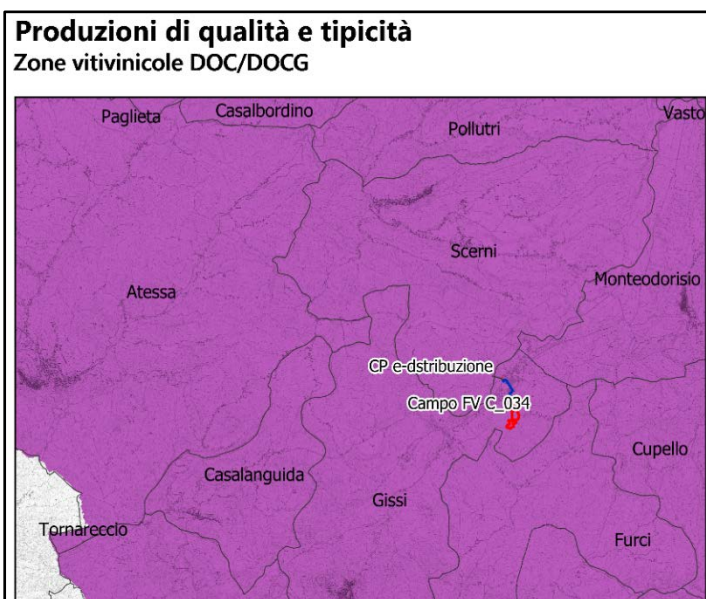 Produzioni di qualità e tipicità
Zone vitivinicole DOC/DOCG
Paglieta
Casalbordino
Pollutri
Vasto
Scerni
Monteodorisio
Atessa
CP e-dstribuzione
Campo FV C_034
Cupello
Casalanguida
Gissi
Tornareccio
Furci